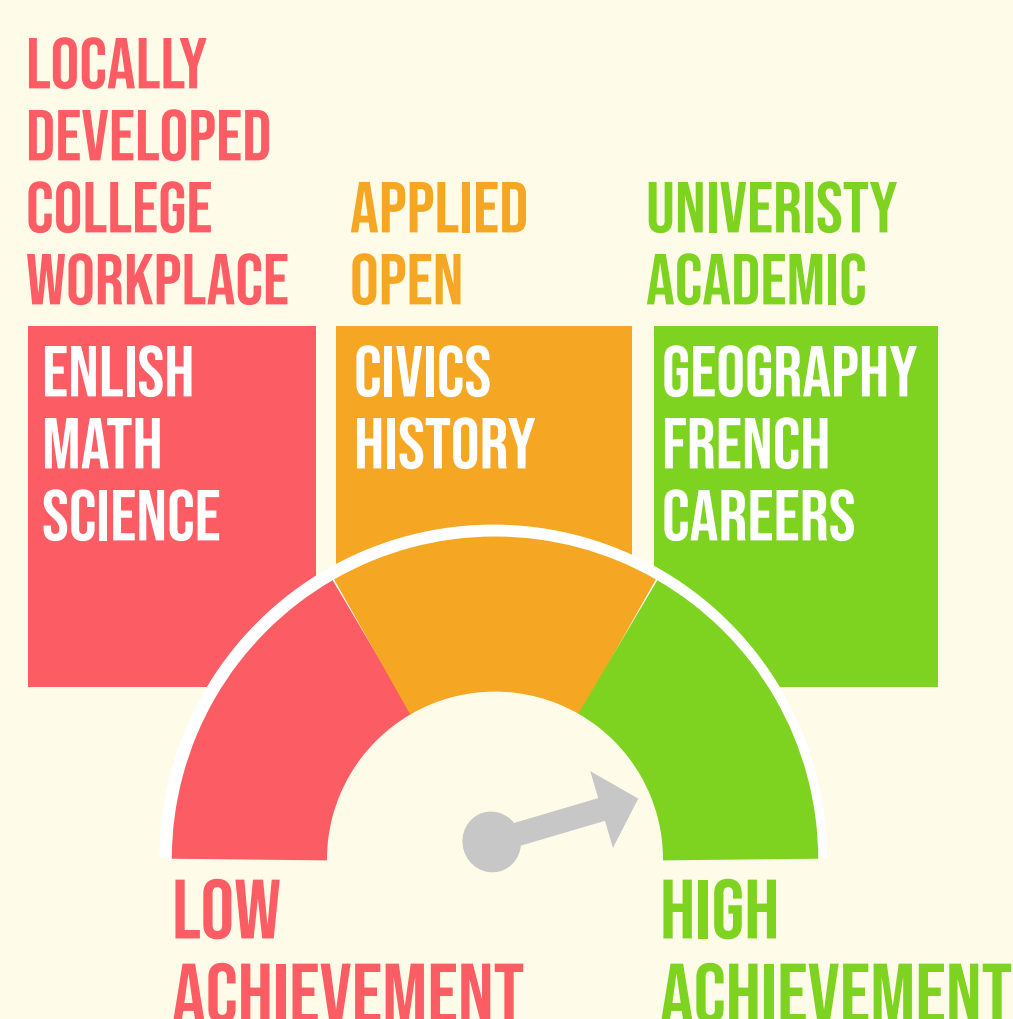 LOCALLY
DEVELOPED
COLLEGE
WORKPLACE
APPLIED
OPEN
UNIVERISTY
ACADEMIC
ENLISH
MATH
SCIENCE
CIVICS
HISTORY
GEOGRAPHY
FRENCH
CAREERS
LOW
ACHIEVEMENT
HIGH
ACHIEVEMENT